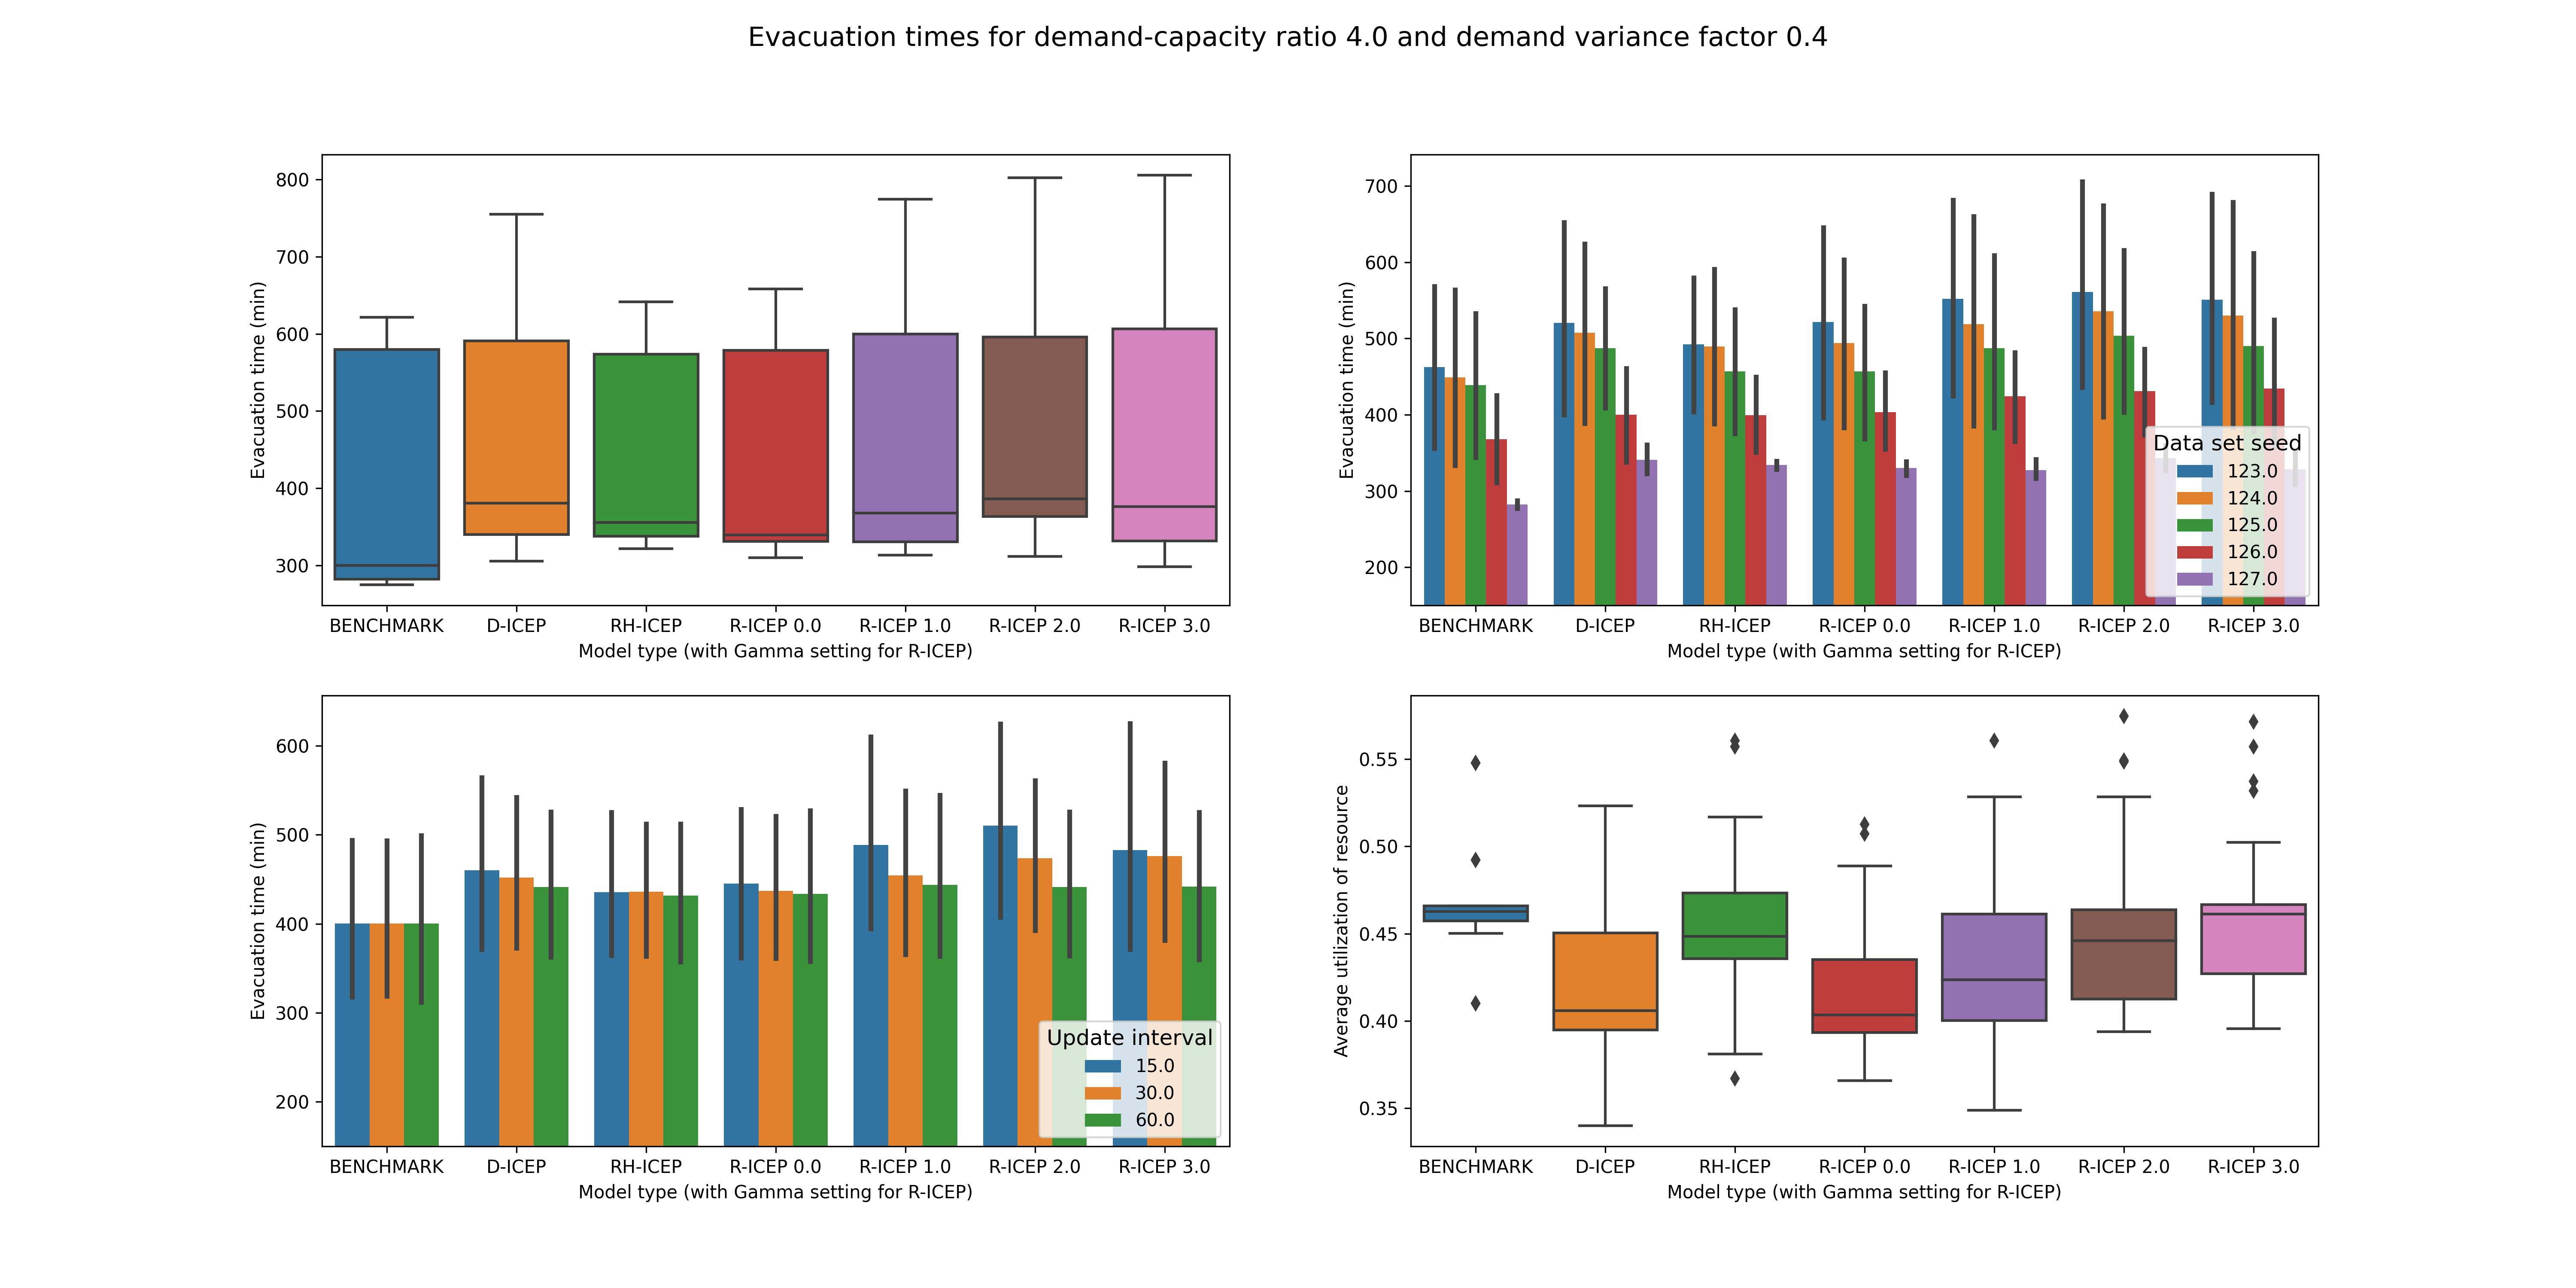 Evacuation times for demand-capacity ratio 4.0 and demand variance factor 0.4
800
700
600
500
400
300
Evacuation time (min)
BENCHMARK D-ICEP RH-ICEP R-ICEP 0.0 R-ICEP 1.0 R-ICEP 2.0 R-ICEP 3.0
Model type (with Gamma setting for R-ICEP)
700
600
500
400
300
200
Evacuation time (min)
Data set seed
123.0
124.0
125.0
126.0
127.0
BENCHMARK D-ICEP RH-ICEP R-ICEP 0.0 R-ICEP 1.0 R-ICEP 2.0 R-ICEP 3.0
Model type (with Gamma setting for R-ICEP)
600
500
400
300
200
Evacuation time (min)
Update interval
15.0
30.0
60.0
BENCHMARK D-ICEP RH-ICEP R-ICEP 0.0 R-ICEP 1.0 R-ICEP 2.0 R-ICEP 3.0
Model type (with Gamma setting for R-ICEP)
0.55
0.50
0.45
0.40
0.35
Average utilization of resource
BENCHMARK D-ICEP RH-ICEP R-ICEP 0.0 R-ICEP 1.0 R-ICEP 2.0 R-ICEP 3.0
Model type (with Gamma setting for R-ICEP)